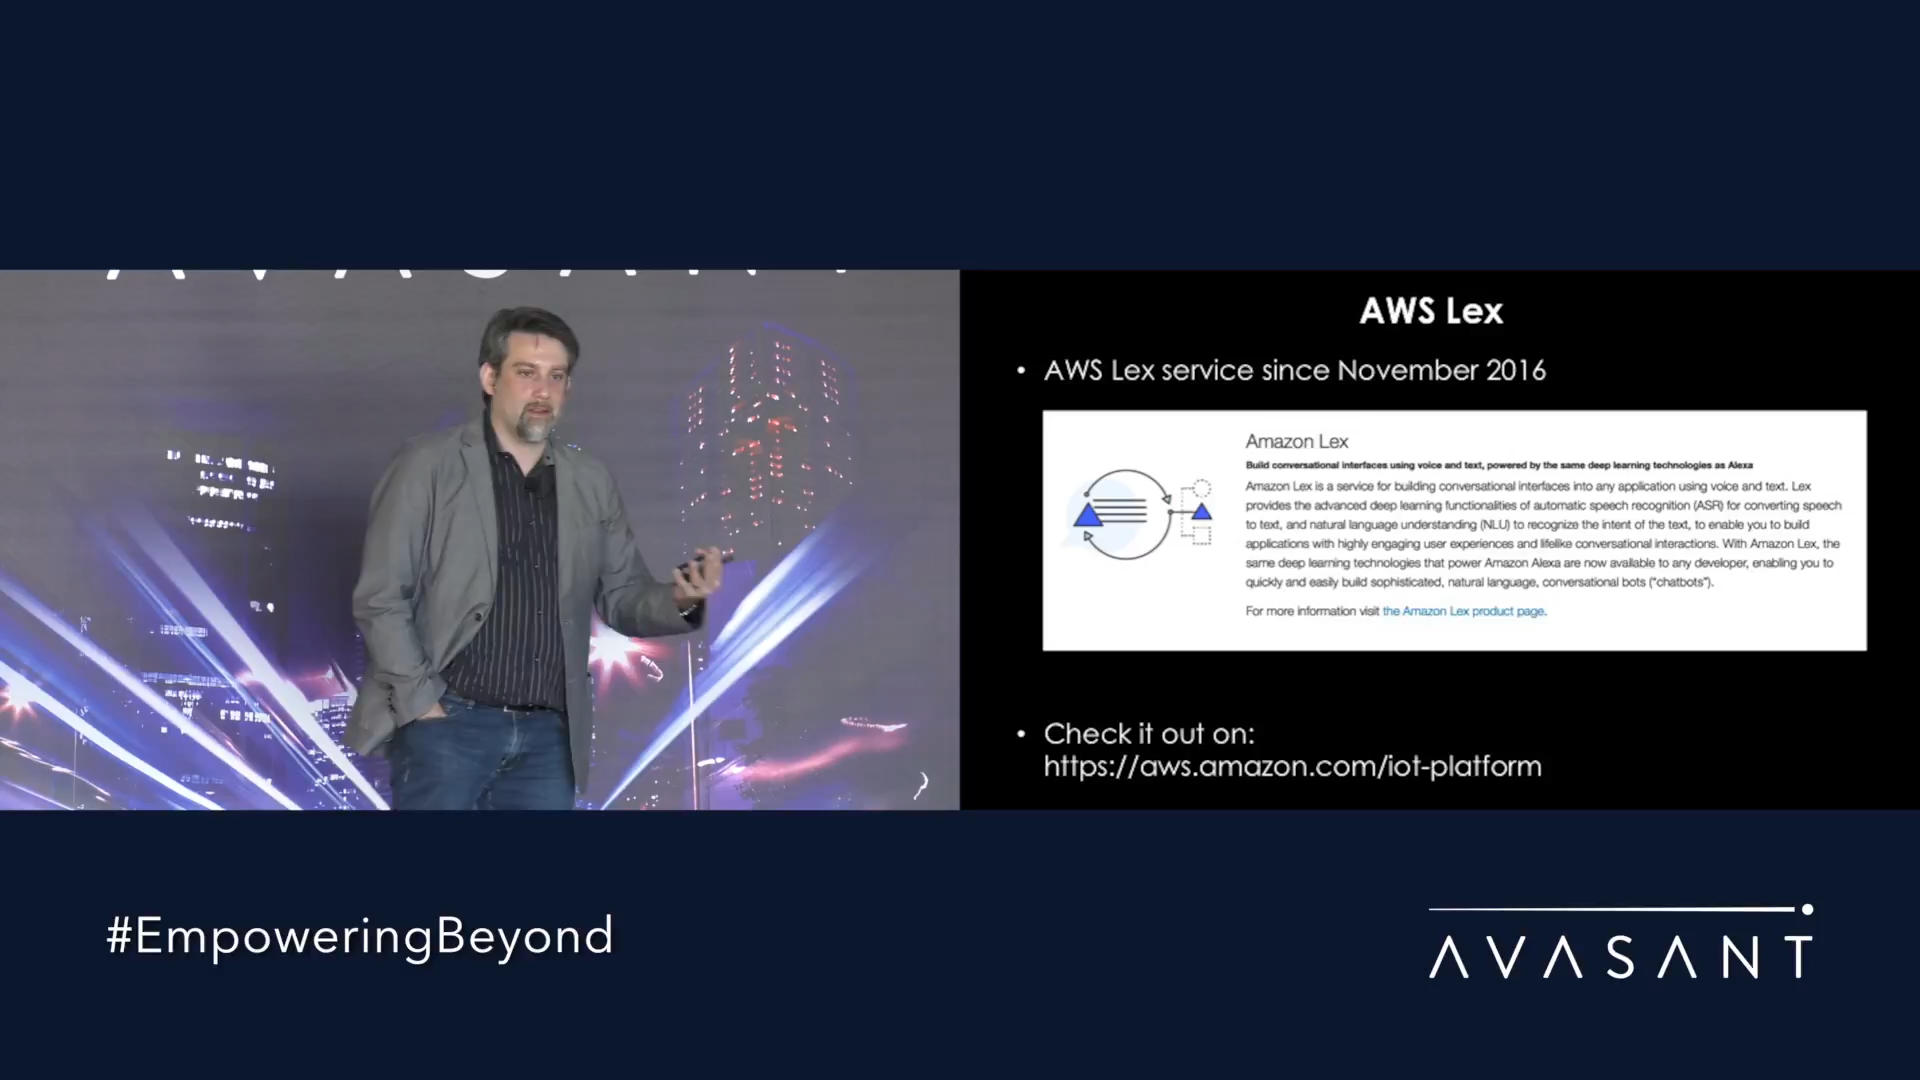 AWS Lex
• AWS Lex service since November 2016
Amazon Lex
Build conversational interfaces using voice and text, powered by the same deep learning technologies as Alexa
Amazon Lex is a service for building conversational interfaces into any application using voice and text. Lex
provides the advanced deep learning functionalities of automatic speech recognition (ASR) for converting speech
to text, and natural language understanding (NLU) to recognize the intent of the text, to enable you to build
applications with highly engaging user experiences and lifelike conversational interactions. With Amazon Lex, the
same deep learning technologies that power Amazon Alexa are now available to any developer, enabling you to
quickly and easily build sophisticated, natural language, conversational bots ("chatbots").
For more information visit the Amazon Lex product page.
• Check it out on:
https://aws.amazon.com/iot-platform
#EmpoweringBeyond
AVASANT